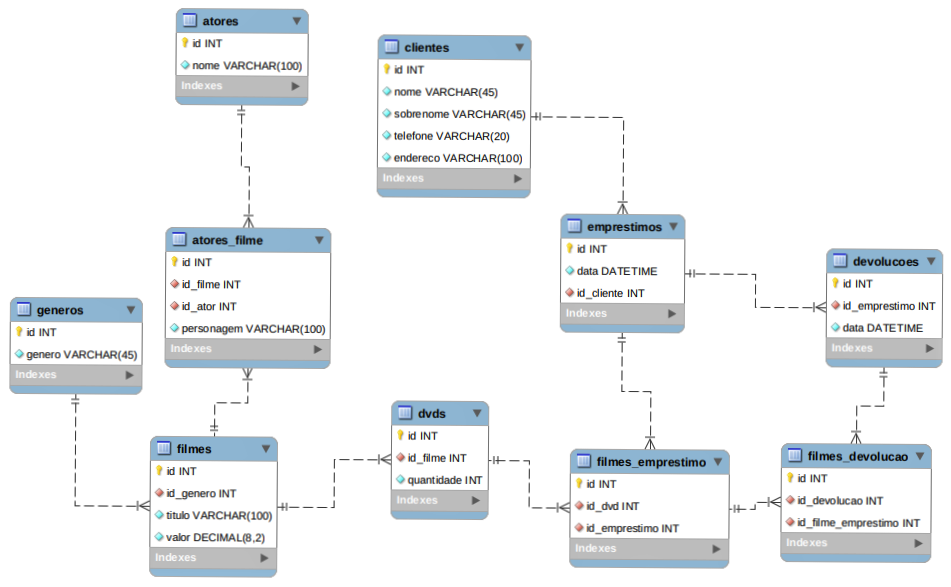 atores
id INT
nome VARCHAR(100)
Indexes
clientes
id INT
nome VARCHAR(45)
sobrenome VARCHAR(45)
telefone VARCHAR(20)
endereco VARCHAR(100)
Indexes
atores_filme
id INT
id_filme INT
id_ator INT
personagem VARCHAR(100)
Indexes
emprestimos
id INT
data DATETIME
id_cliente INT
Indexes
devolucoes
id INT
id_emprestimo INT
data DATETIME
Indexes
generos
id INT
genero VARCHAR(45)
Indexes
filmes
id INT
id_genero INT
titulo VARCHAR(100)
valor DECIMAL(8,2)
Indexes
dvds
id INT
id_filme INT
quantidade INT
Indexes
filmes_emprestimo
id INT
id_dvd INT
id_emprestimo INT
Indexes
filmes_devolucao
id INT
id_devolucao INT
id_filme_emprestimo INT
Indexes